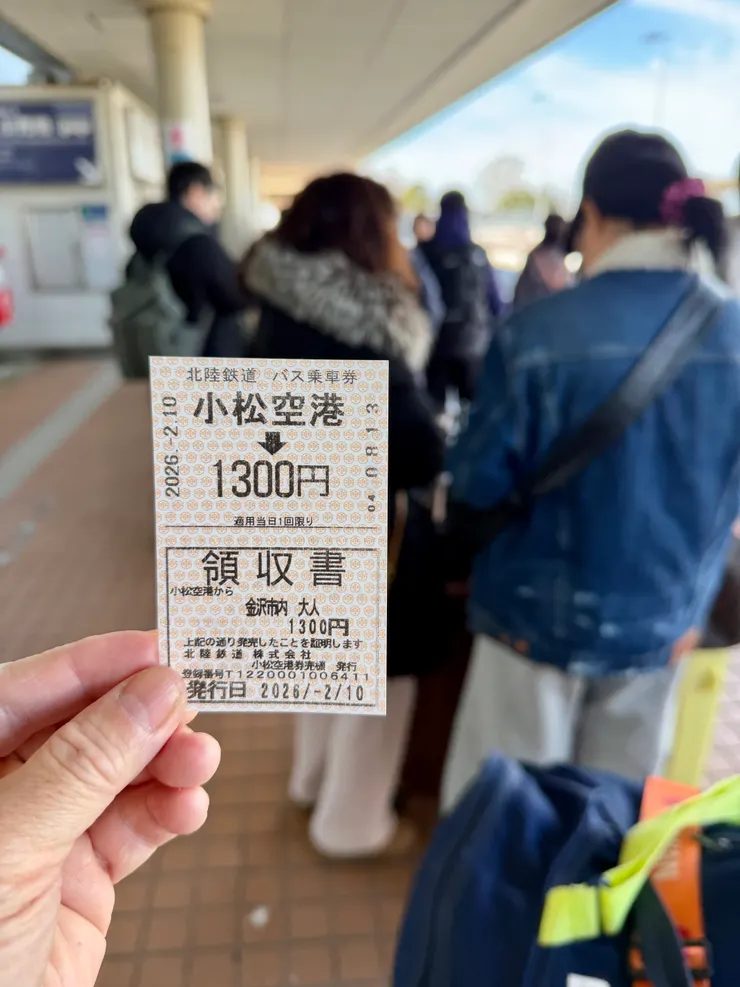 北陸鉄道 バス乗車券
2026.-2.10
小松空港
⬇
1300円
04 0813
適用当日1回限り
領収書
小松空港から
金沢市内 大人
1300円
上記の通り発売したことを証明します
北陸鉄道 株式会社
小松空港券売機 発行
登録番号T1220001006411
発行日 2026/-2/10